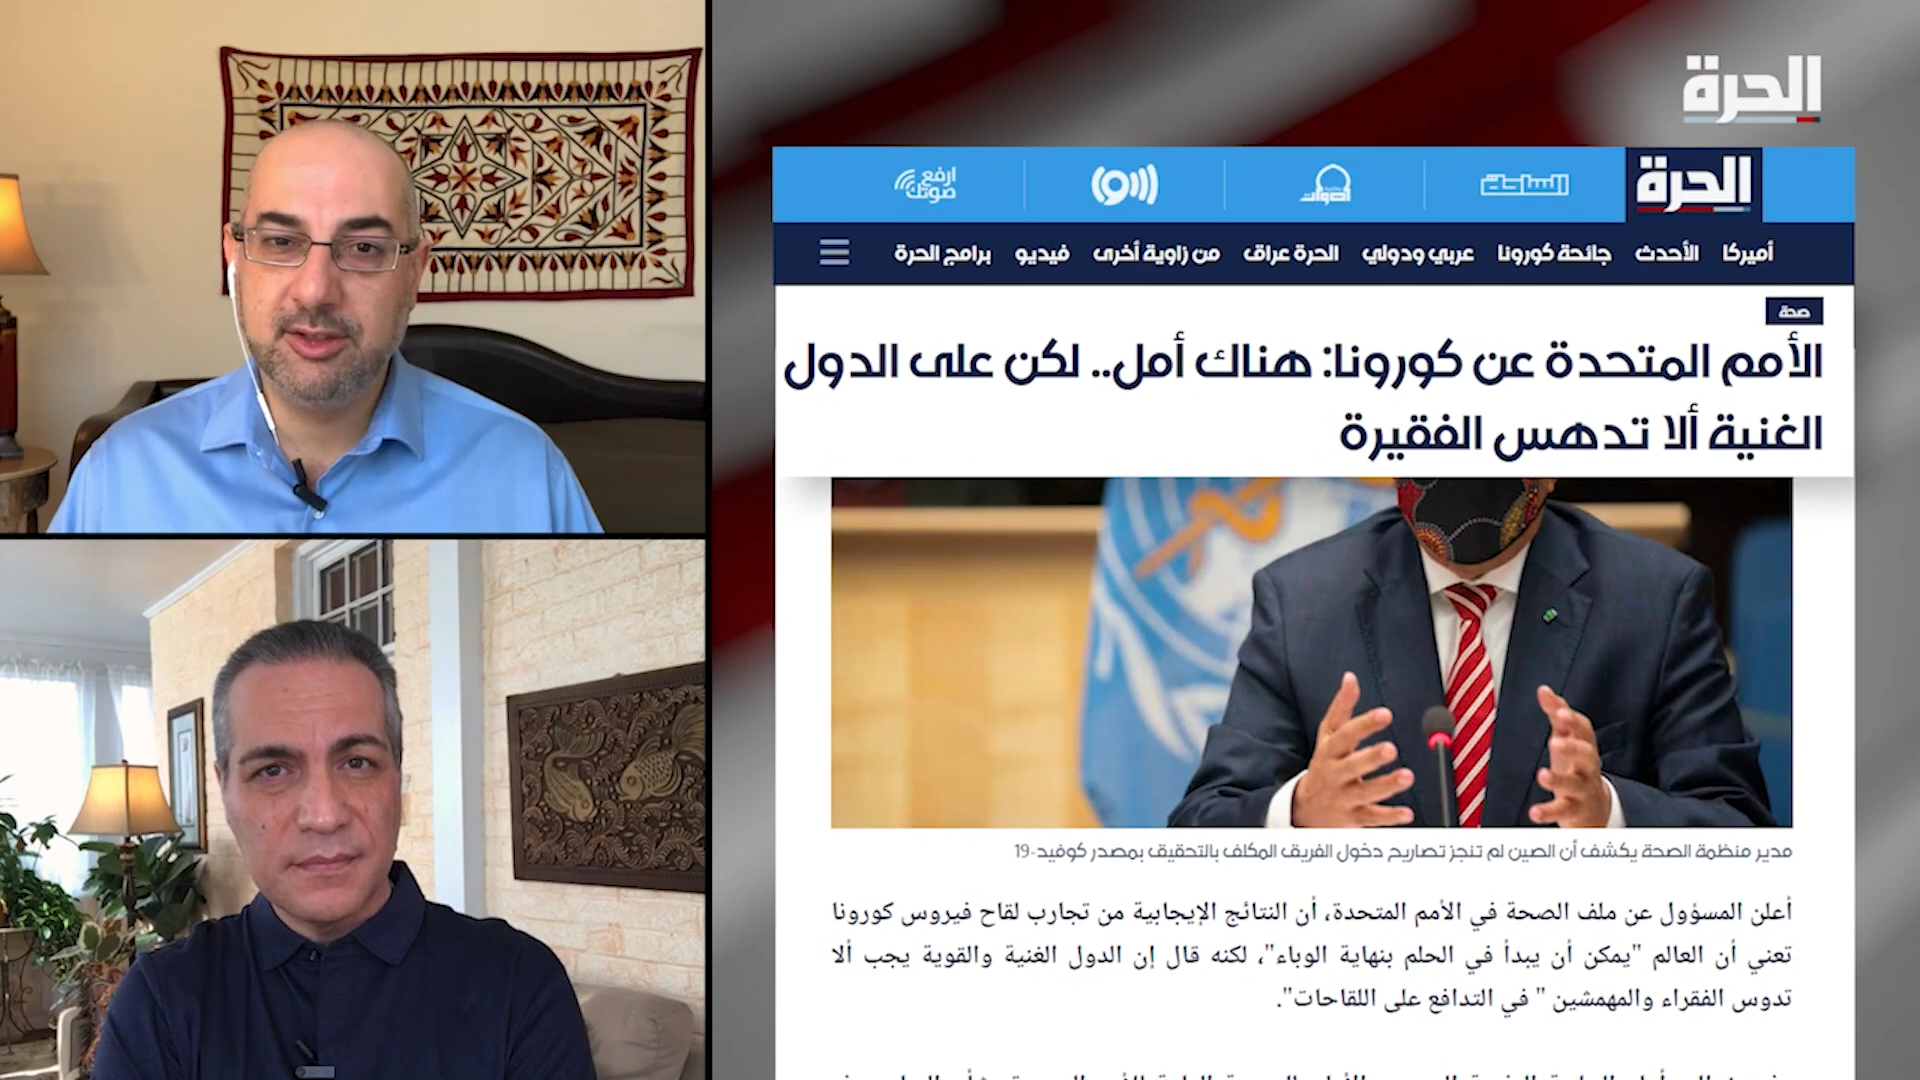 الحرة
الحرة
الساحة
أصوات
ارفع صوتك
أميركا الأحدث جائحة كورونا عربي ودولي الحرة عراق من زاوية أخرى فيديو برامج الحرة
صحة
الأمم المتحدة عن كورونا: هناك أمل.. لكن على الدول
الغنية ألا تدهس الفقيرة
مدير منظمة الصحة يكشف أن الصين لم تنجز تصاريح دخول الفريق المكلف بالتحقيق بمصدر كوفيد-19
أعلن المسؤول عن ملف الصحة في الأمم المتحدة، أن النتائج الإيجابية من تجارب لقاح فيروس كورونا
تعني أن العالم "يمكن أن يبدأ في الحلم بنهاية الوباء"، لكنه قال إن الدول الغنية والقوية يجب ألا
تدوس الفقراء والمهمشين " في التدافع على اللقاحات".